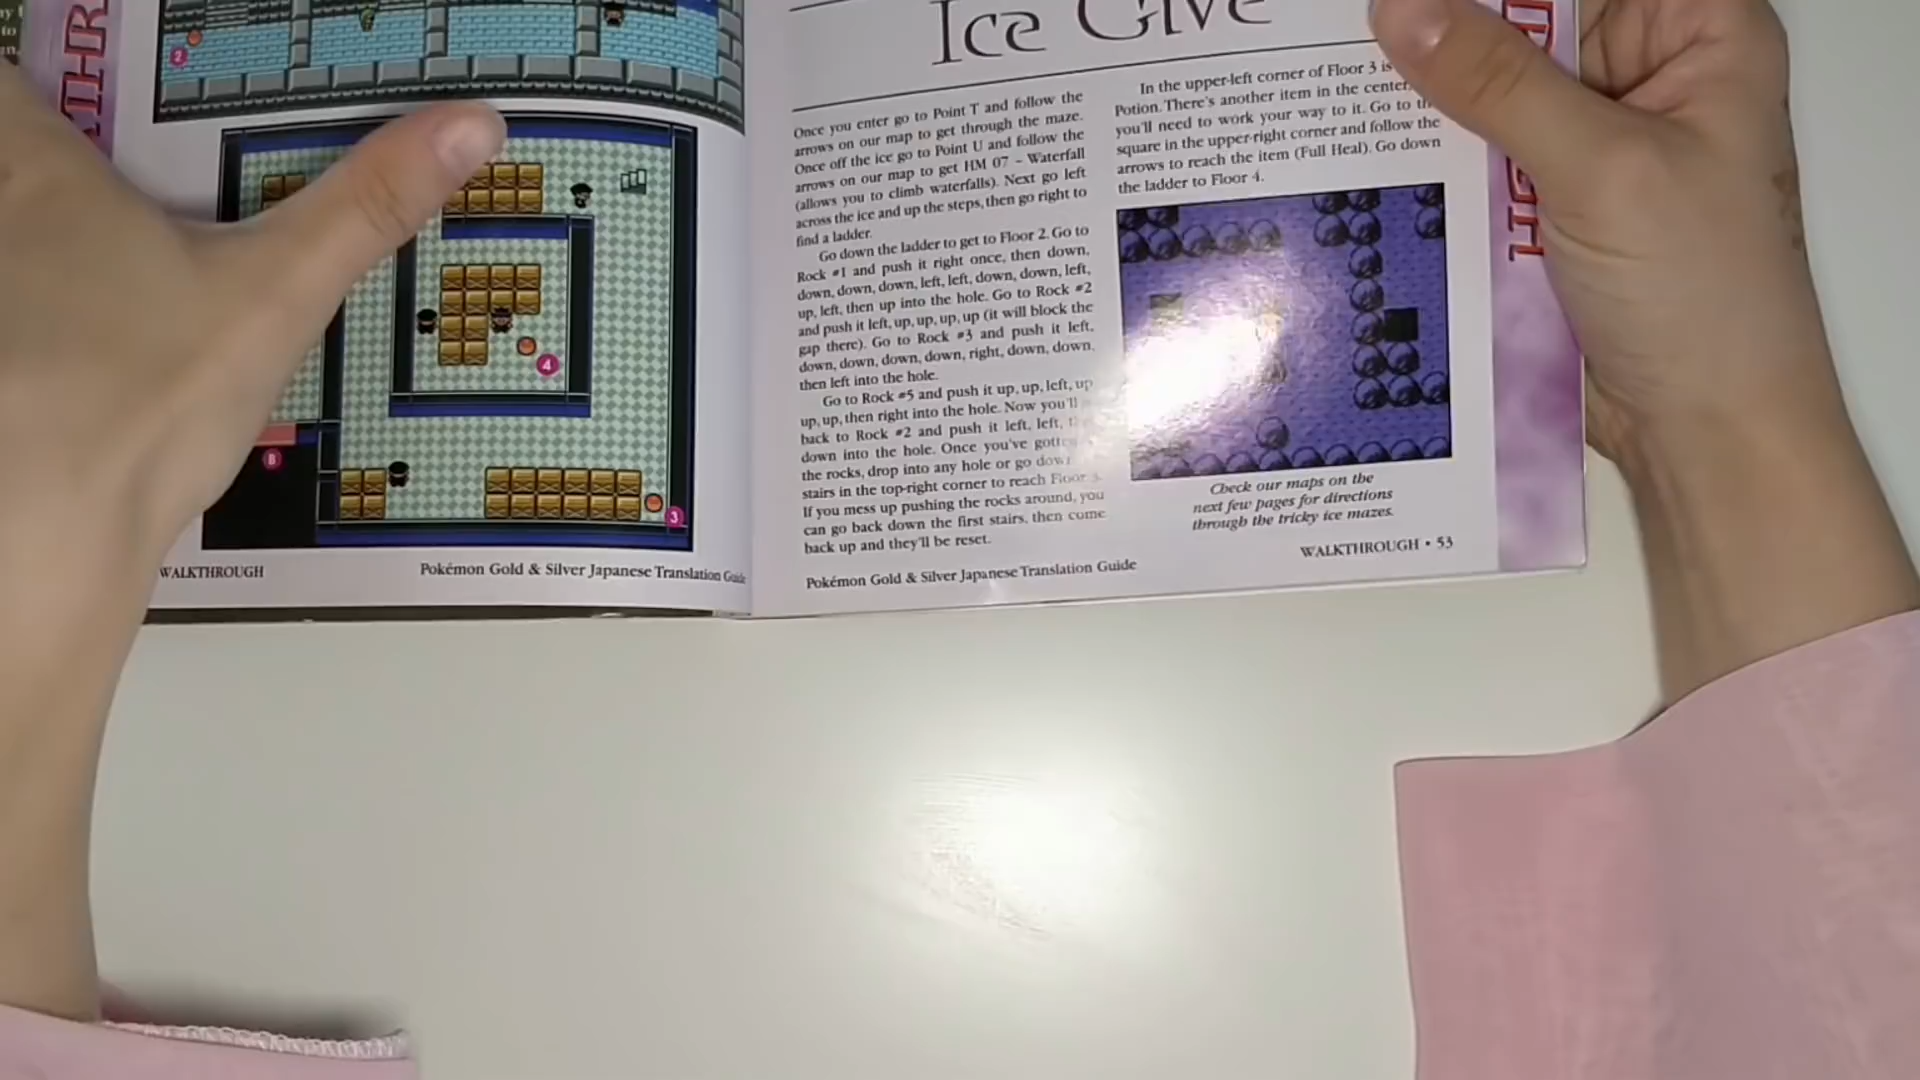 2
4
B
3
WALKTHROUGH
Pokémon Gold & Silver Japanese Translation Guide
Once you enter go to Point T and follow the
arrows on our map to get through the maze.
Once off the ice go to Point U and follow the
arrows on our map to get HM 07 – Waterfall
(allows you to climb waterfalls). Next go left
across the ice and up the steps, then go right to
find a ladder.
Go down the ladder to get to Floor 2. Go to
Rock #1 and push it right once, then down,
down, down, down, left, left, down, down, left,
up, left, then up into the hole. Go to Rock #2
and push it left, up, up, up, up (it will block the
gap there). Go to Rock #3 and push it left,
down, down, down, down, right, down, down,
then left into the hole.
Go to Rock #5 and push it up, up, left, up
up, up, then right into the hole. Now you'll
back to Rock #2 and push it left, left,
down into the hole. Once you've gotten
the rocks, drop into any hole or go down
stairs in the top-right corner to reach Floor 3.
If you mess up pushing the rocks around, you
can go back down the first stairs, then come
back up and they'll be reset.
In the upper-left corner of Floor 3 is
Potion. There's another item in the center,
you'll need to work your way to it. Go to the
square in the upper-right corner and follow the
arrows to reach the item (Full Heal). Go down
the ladder to Floor 4.
Check our maps on the
next few pages for directions
through the tricky ice mazes.
Pokémon Gold & Silver Japanese Translation Guide
WALKTHROUGH • 53